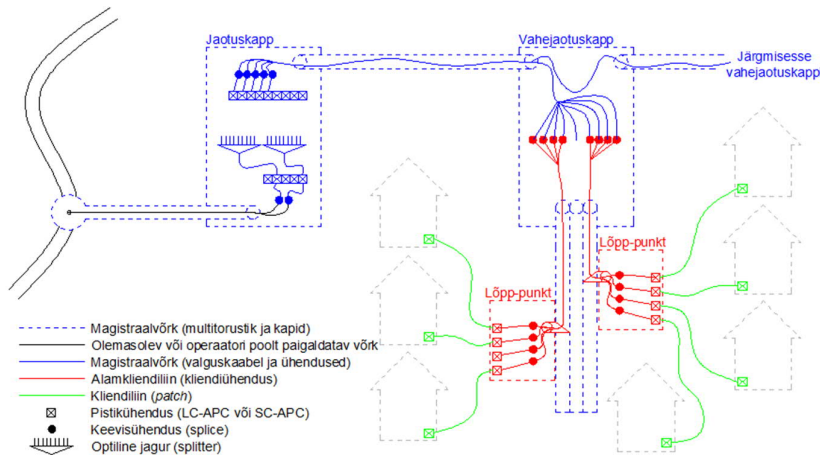 Jaotuskapp
Vahejaotuskapp
Järgmisesse
vahejaotuskapp
Lõpp-punkt
Lõpp-punkt
Magistraalvõrk (multitorustik ja kapid)
Olemasolev või operaatori poolt paigaldatav võrk
Magistraalvõrk (valguskaabel ja ühendused)
Alamkliendiliin (kliendiühendus)
Kliendiliin (patch)
Pistikühendus (LC-APC või SC-APC)
Keevisühendus (splice)
Optiline jagur (splitter)